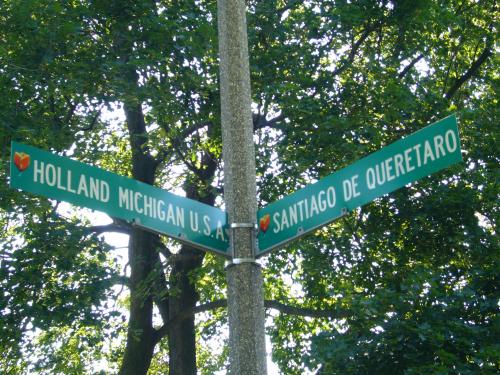 HOLLAND MICHIGAN U.S.A.
SANTIAGO DE QUERETARO